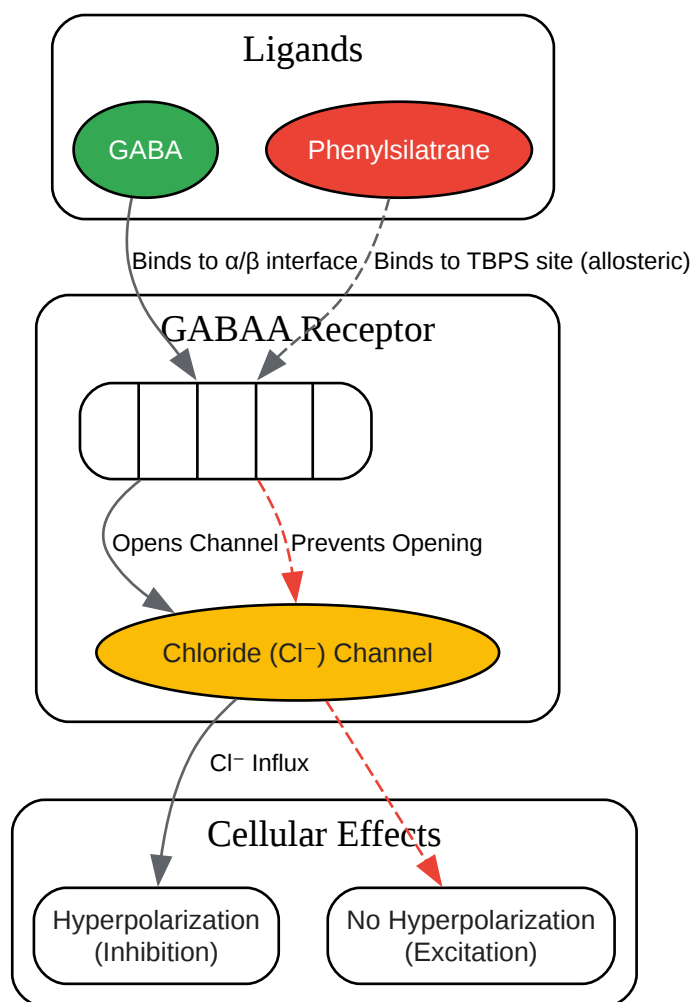 Ligands
GABA
Phenylsilatrane
Binds to α/β interface
Binds to TBPS site (allosteric)
GABAA Receptor
Opens Channel
Prevents Opening
Chloride (Cl⁻) Channel
Cl⁻ Influx
Cellular Effects
Hyperpolarization
(Inhibition)
No Hyperpolarization
(Excitation)